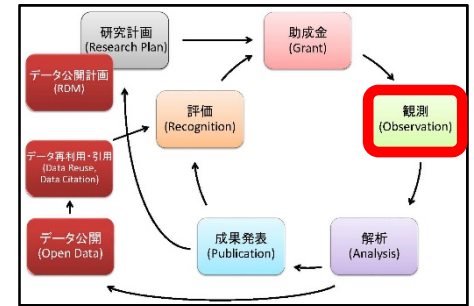 研究計画
(Research Plan)
助成金
(Grant)
データ公開計画
(RDM)
評価
(Recognition)
観測
(Observation)
データ再利用・引用
(Data Reuse,
Data Citation)
データ公開
(Open Data)
成果発表
(Publication)
解析
(Analysis)